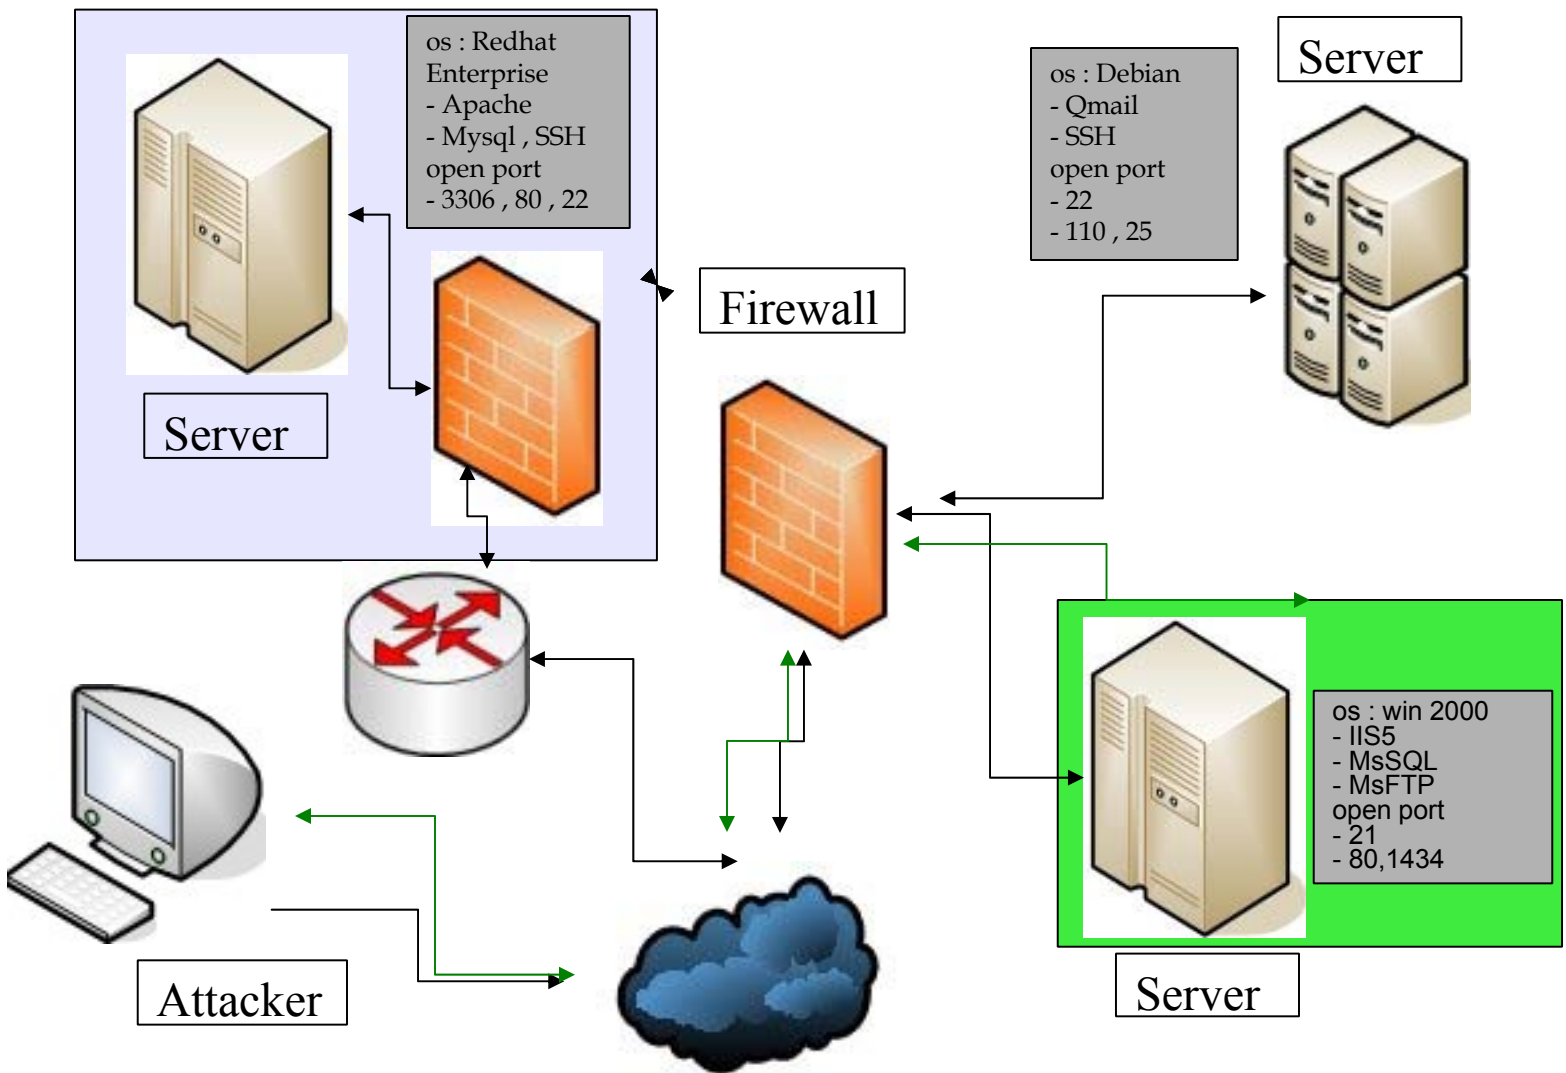 os : Redhat
Enterprise
- Apache
- Mysql , SSH
open port
- 3306 , 80 , 22
Server
Firewall
os : Debian
- Qmail
- SSH
open port
- 22
- 110 , 25
Server
os : win 2000
- IIS5
- MsSQL
- MsFTP
open port
- 21
- 80,1434
Server
Attacker